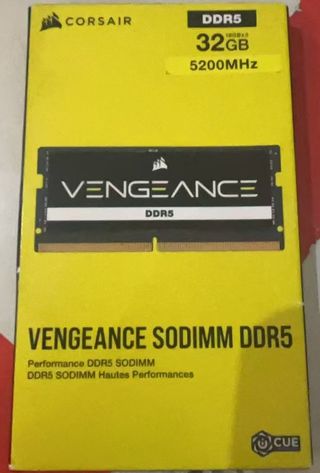 CORSAIR
DDR5
32GB
5200MHz
VENGEANCE
DDR5
VENGEANCE SODIMM DDR5
Performance DDR5 SODIMM
DDR5 SODIMM Hautes Performances
CUE